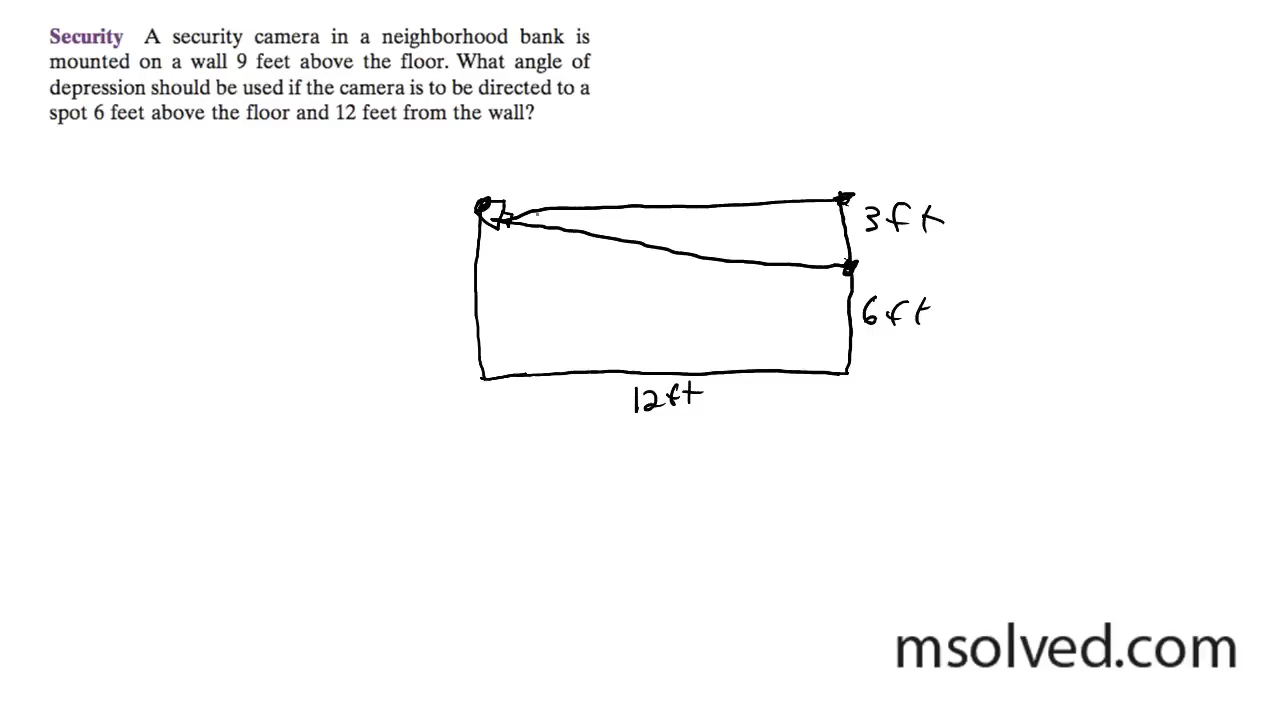 Security A security camera in a neighborhood bank is
mounted on a wall 9 feet above the floor. What angle of
depression should be used if the camera is to be directed to a
spot 6 feet above the floor and 12 feet from the wall?
3ft
6ft
12ft
msolved.com